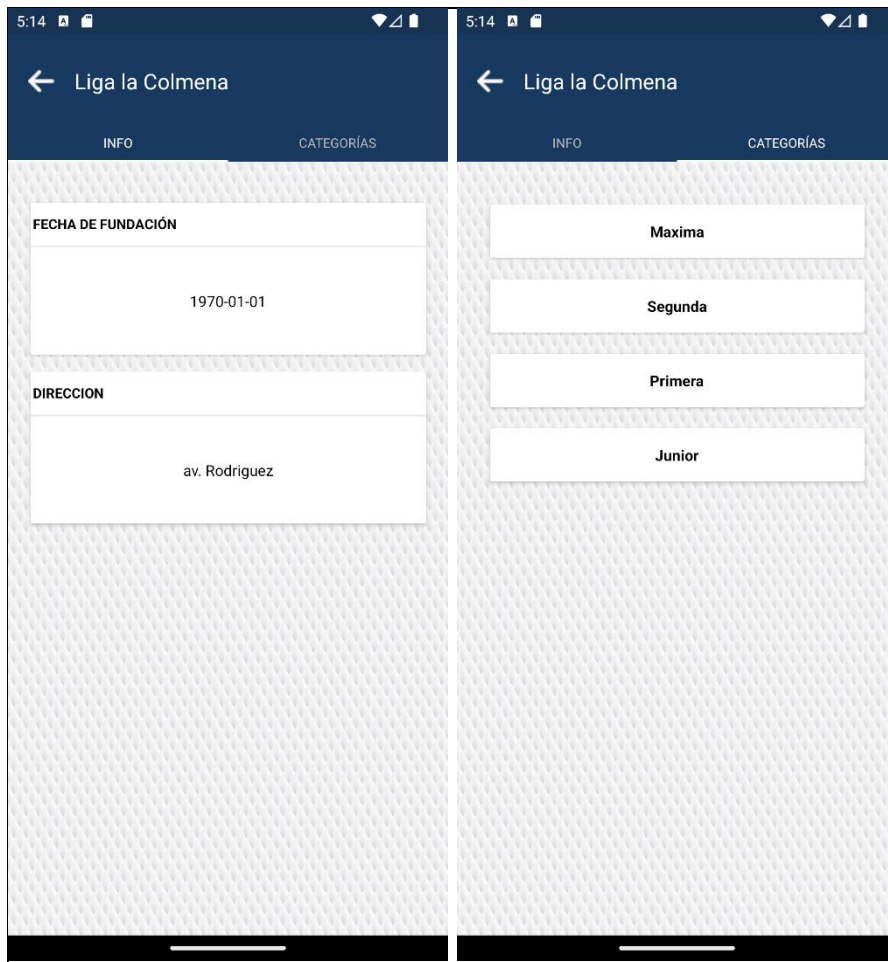 5:14
Liga la Colmena
INFO CATEGORÍAS
FECHA DE FUNDACIÓN
1970-01-01
DIRECCION
av. Rodriguez
5:14
Liga la Colmena
INFO CATEGORÍAS
Maxima
Segunda
Primera
Junior